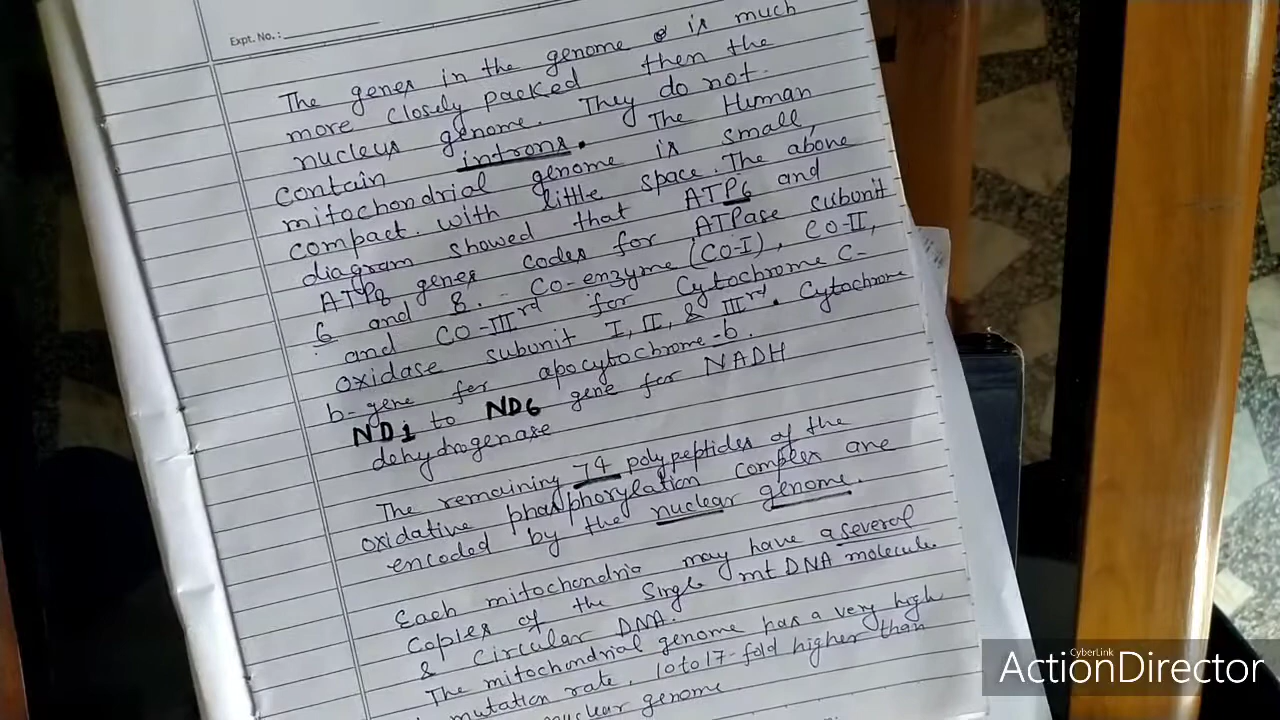 Expt. No. :
The genes in the genome is much
more closely packed then the
nucleus genome. They do not
contain introns. The Human
mitochondrial genome is small,
compact with little space. The above
diagram showed that ATP6 and
ATP8 genes codes for ATPase subunit
6 and 8. - CO-enzyme (CO-I), CO-II,
and CO-IIIrd for Cytochrome C-
oxidase subunit I, II, & IIIrd. Cytochrome
b-gene for apocytochrome-b.
ND1 to ND6 gene for NADH
dehydrogenase
The remaining 74 polypeptides of the
oxidative phasphorylation complex are
encoded by the nuclear genome.
Each mitochondria may have a several
Copies of the Single mt DNA molecule
& Circular DNA.
The mitochondrial genome has a very high
mutation rate, 10 to 17-fold higher than
nuclear genome
CyberLink
ActionDirector